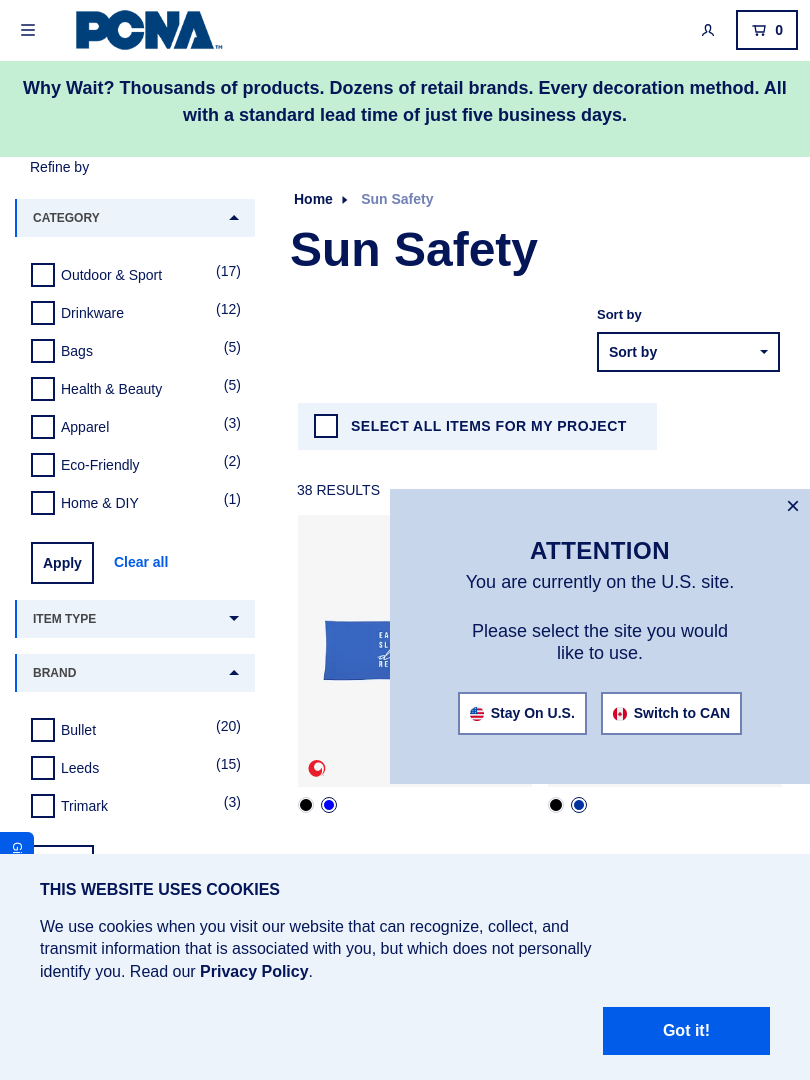 PCNA™
0
Why Wait? Thousands of products. Dozens of retail brands. Every decoration method. All
with a standard lead time of just five business days.
Refine by
CATEGORY
Outdoor & Sport (17)
Drinkware (12)
Bags (5)
Health & Beauty (5)
Apparel (3)
Eco-Friendly (2)
Home & DIY (1)
Apply Clear all
ITEM TYPE
BRAND
Bullet (20)
Leeds (15)
Trimark (3)
Home Sun Safety
Sun Safety
Sort by
Sort by
SELECT ALL ITEMS FOR MY PROJECT
38 RESULTS
×
ATTENTION
You are currently on the U.S. site.
Please select the site you would
like to use.
Stay On U.S. Switch to CAN
THIS WEBSITE USES COOKIES
We use cookies when you visit our website that can recognize, collect, and
transmit information that is associated with you, but which does not personally
identify you. Read our Privacy Policy.
Got it!